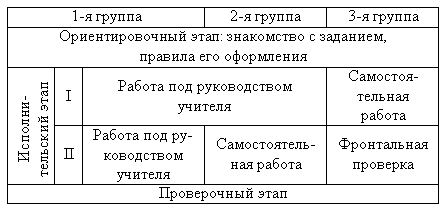 1-я группа 2-я группа 3-я группа
Ориентировочный этап: знакомство с заданием,
правила его оформления
Исполни-
тельский этап
I
Работа под руководством
учителя
Самостоя-
тельная
работа
II
Работа под ру-
ководством
учителя
Самостоятель-
ная работа
Фронтальная
проверка
Проверочный этап